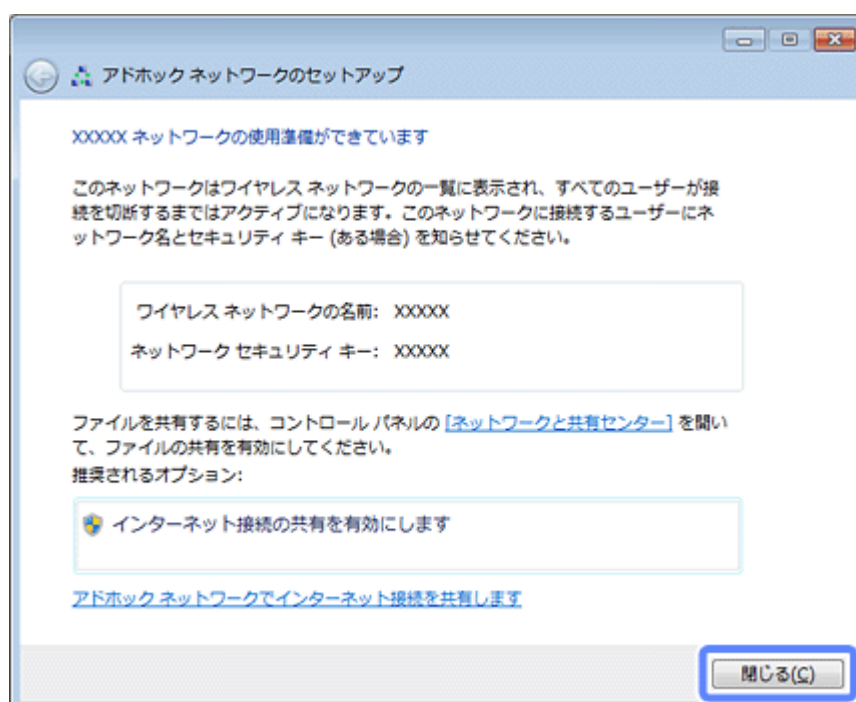 アドホック ネットワークのセットアップ
XXXXX ネットワークの使用準備ができています
このネットワークはワイヤレス ネットワークの一覧に表示され、すべてのユーザーが接
続を切断するまではアクティブになります。このネットワークに接続するユーザーにネ
ットワーク名とセキュリティ キー (ある場合) を知らせてください。
ワイヤレス ネットワークの名前: XXXXX
ネットワーク セキュリティ キー: XXXXX
ファイルを共有するには、コントロール パネルの [ネットワークと共有センター] を開い
て、ファイルの共有を有効にしてください。
推奨されるオプション:
インターネット接続の共有を有効にします
アドホック ネットワークでインターネット接続を共有します
閉じる(C)